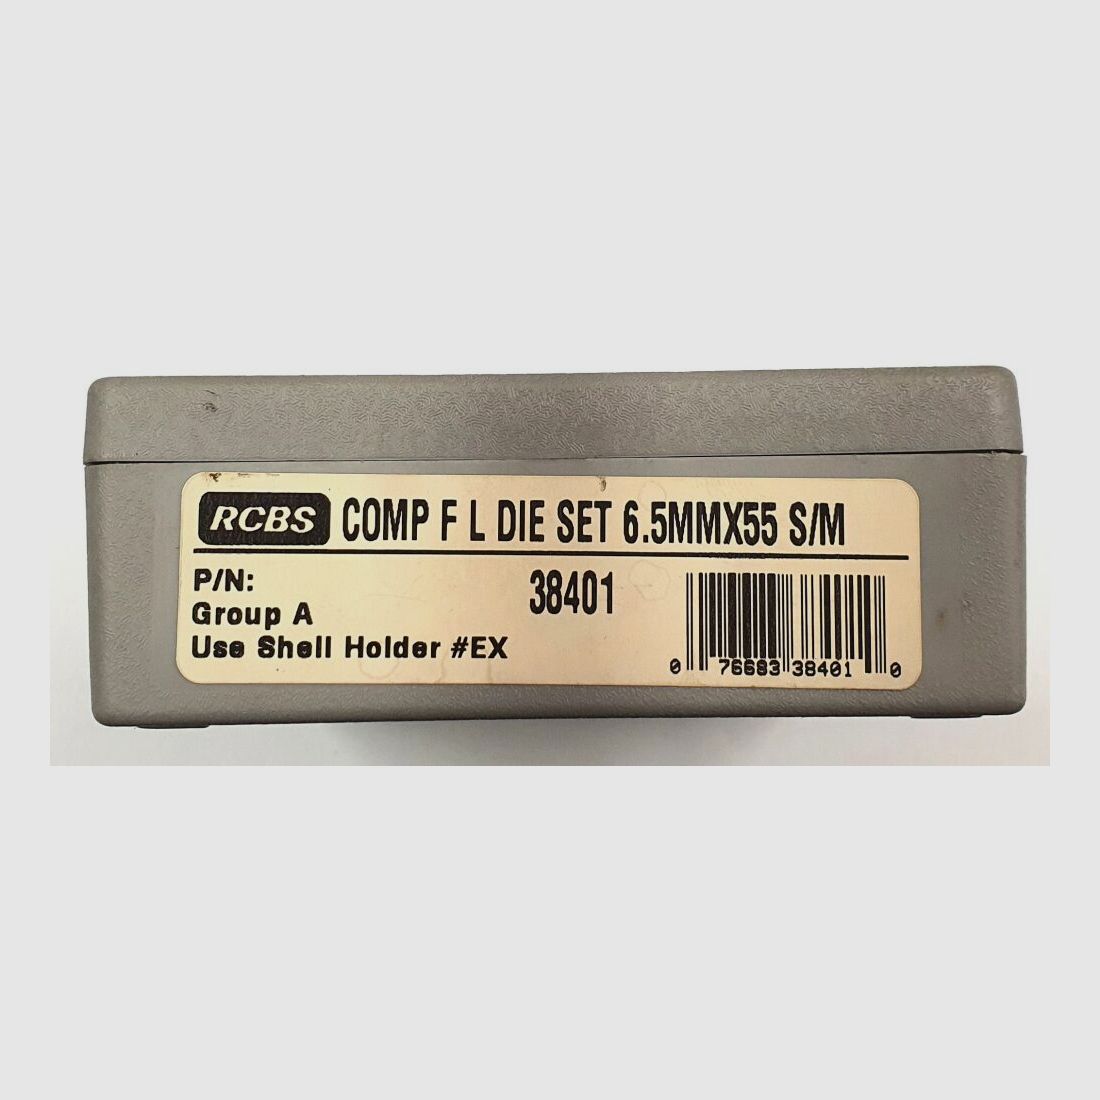 RCBS COMP F L DIE SET 6.5MMX55 S/M
P/N: 38401
Group A
Use Shell Holder #EX
0 76683 38401 0